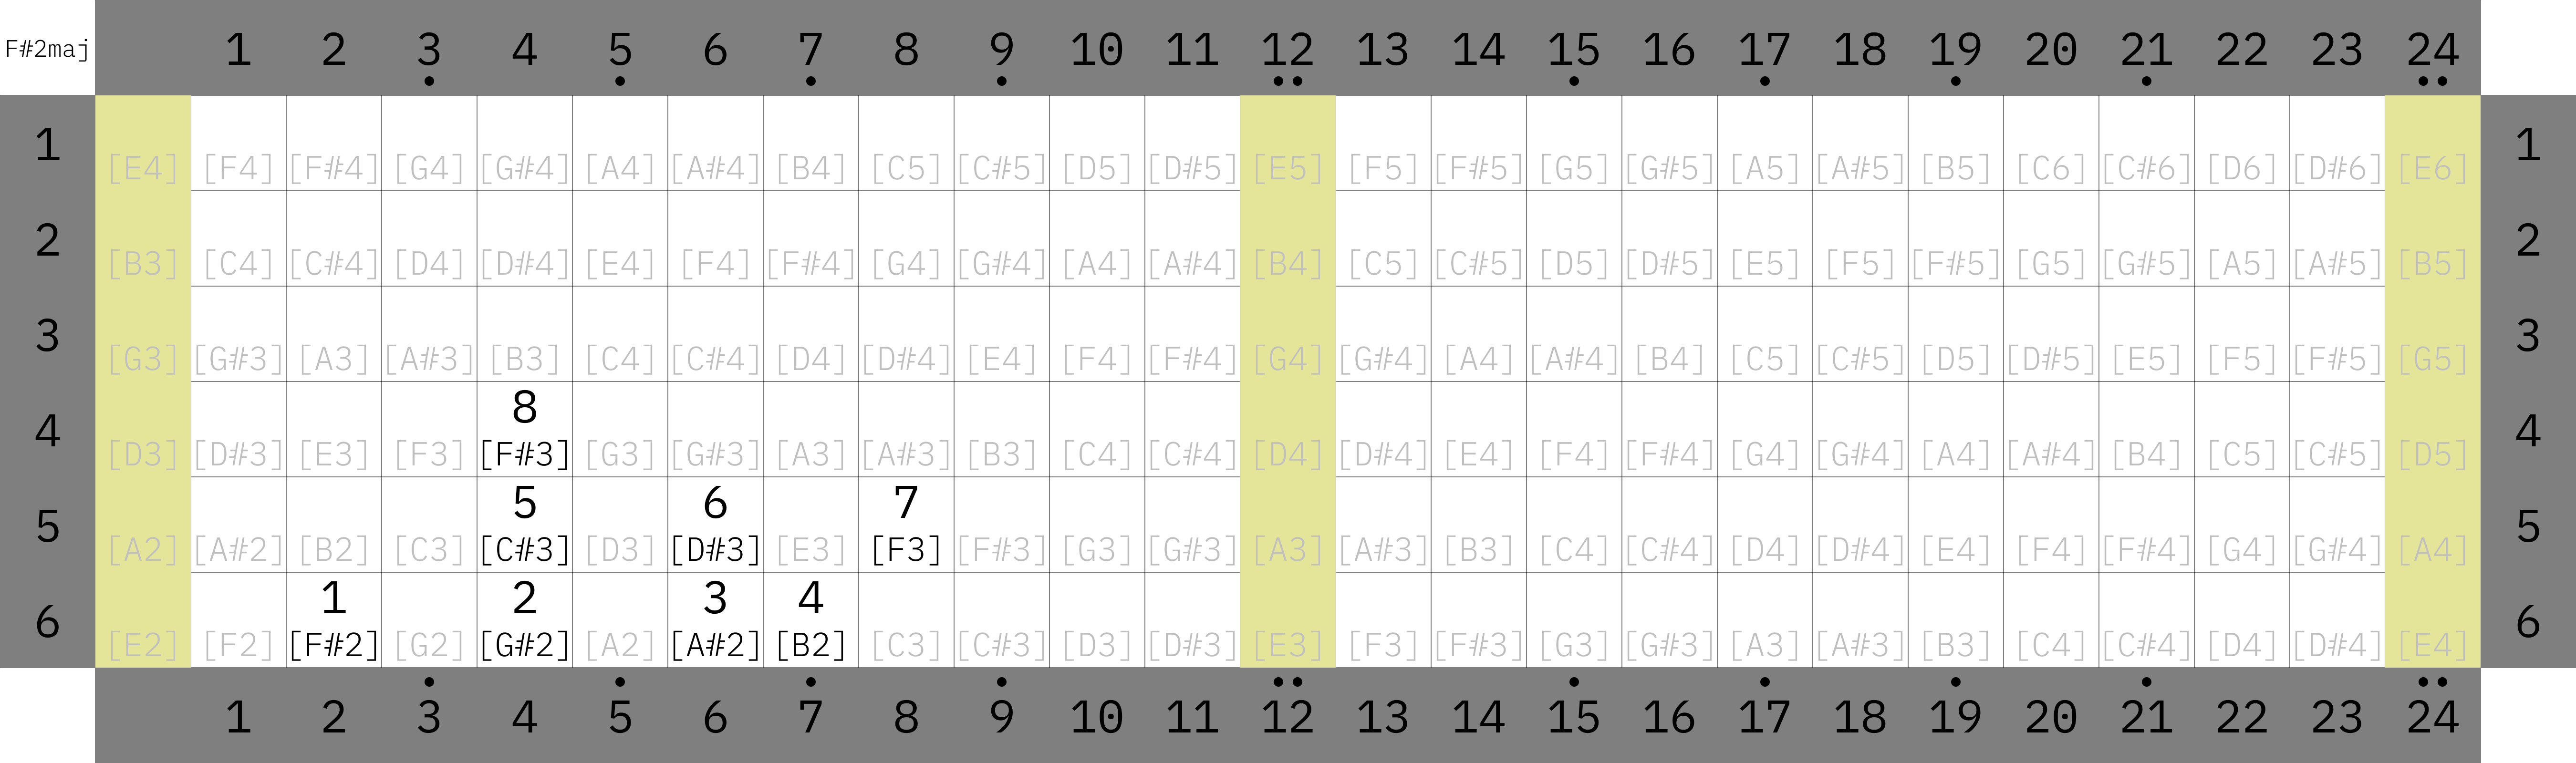 F#2maj 1 2 3 4 5 6 7 8 9 10 11 12 13 14 15 16 17 18 19 20 21 22 23 24
1 1
[E4] [F4] [F#4] [G4] [G#4] [A4] [A#4] [B4] [C5] [C#5] [D5] [D#5] [E5] [F5] [F#5] [G5] [G#5] [A5] [A#5] [B5] [C6] [C#6] [D6] [D#6] [E6]
2 2
[B3] [C4] [C#4] [D4] [D#4] [E4] [F4] [F#4] [G4] [G#4] [A4] [A#4] [B4] [C5] [C#5] [D5] [D#5] [E5] [F5] [F#5] [G5] [G#5] [A5] [A#5] [B5]
3 3
[G3] [G#3] [A3] [A#3] [B3] [C4] [C#4] [D4] [D#4] [E4] [F4] [F#4] [G4] [G#4] [A4] [A#4] [B4] [C5] [C#5] [D5] [D#5] [E5] [F5] [F#5] [G5]
4 8 4
[D3] [D#3] [E3] [F3] [F#3] [G3] [G#3] [A3] [A#3] [B3] [C4] [C#4] [D4] [D#4] [E4] [F4] [F#4] [G4] [G#4] [A4] [A#4] [B4] [C5] [C#5] [D5]
5 5 6 7 5
[A2] [A#2] [B2] [C3] [C#3] [D3] [D#3] [E3] [F3] [F#3] [G3] [G#3] [A3] [A#3] [B3] [C4] [C#4] [D4] [D#4] [E4] [F4] [F#4] [G4] [G#4] [A4]
6 1 2 3 4 6
[E2] [F2] [F#2] [G2] [G#2] [A2] [A#2] [B2] [C3] [C#3] [D3] [D#3] [E3] [F3] [F#3] [G3] [G#3] [A3] [A#3] [B3] [C4] [C#4] [D4] [D#4] [E4]
1 2 3 4 5 6 7 8 9 10 11 12 13 14 15 16 17 18 19 20 21 22 23 24